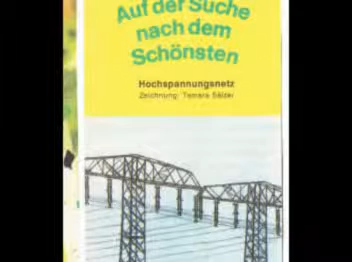 Auf der Suche
nach dem
Schönsten
Hochspannungsnetz
Zeichnung: Tamara Sälzer